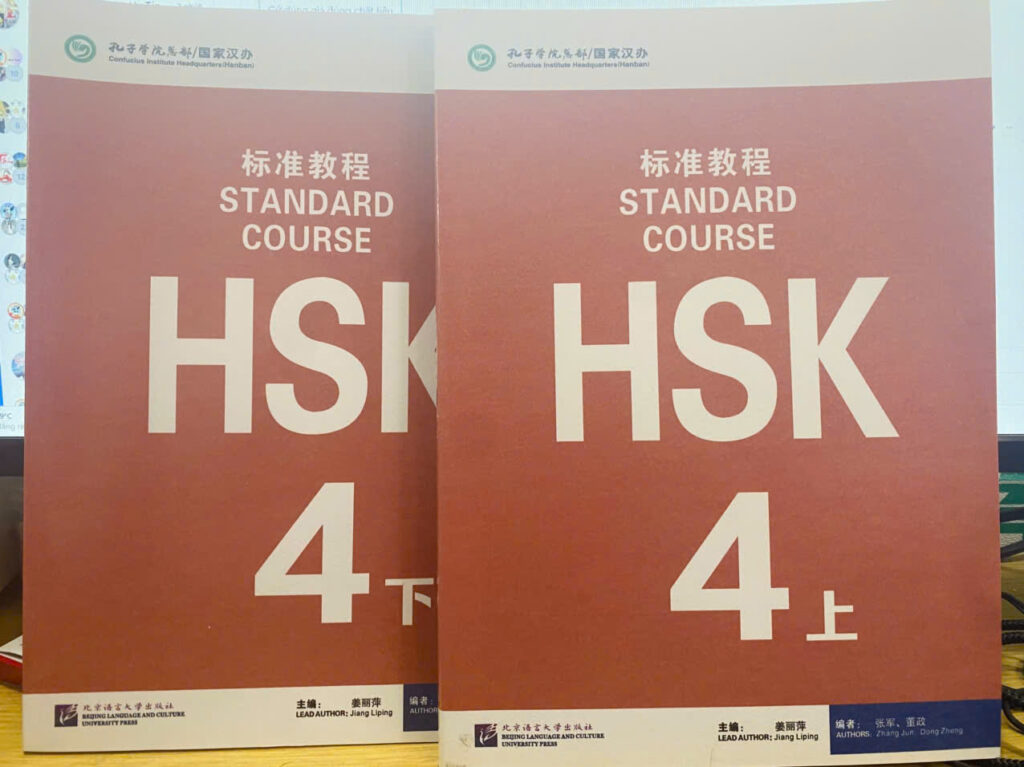 孔子学院总部/国家汉办
Confucius Institute Headquarters(Hanban)
标准教程
STANDARD
COURSE
HSK
4下
北京语言大学出版社
BEIJING LANGUAGE AND CULTURE
UNIVERSITY PRESS
主编: 姜丽萍
LEAD AUTHOR: Jiang Liping
编者:
AUTHOR
孔子学院总部/国家汉办
Confucius Institute Headquarters(Hanban)
标准教程
STANDARD
COURSE
HSK
4上
北京语言大学出版社
BEIJING LANGUAGE AND CULTURE
UNIVERSITY PRESS
主编: 姜丽萍
LEAD AUTHOR: Jiang Liping
编者: 张军、董政
AUTHORS: Zhang Jun Dong Zheng